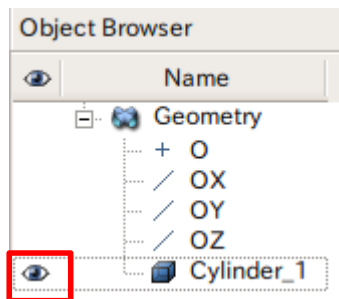 Object Browser
Name
Geometry
O
OX
OY
OZ
Cylinder_1